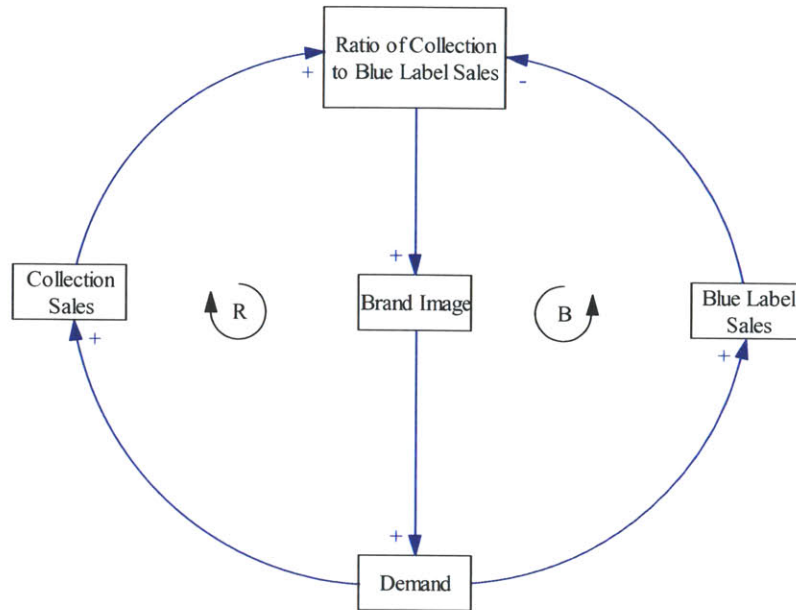 Ratio of Collection
to Blue Label Sales
+
-
Collection
Sales
+
R
+
Brand Image
B
Blue Label
Sales
+
+
Demand